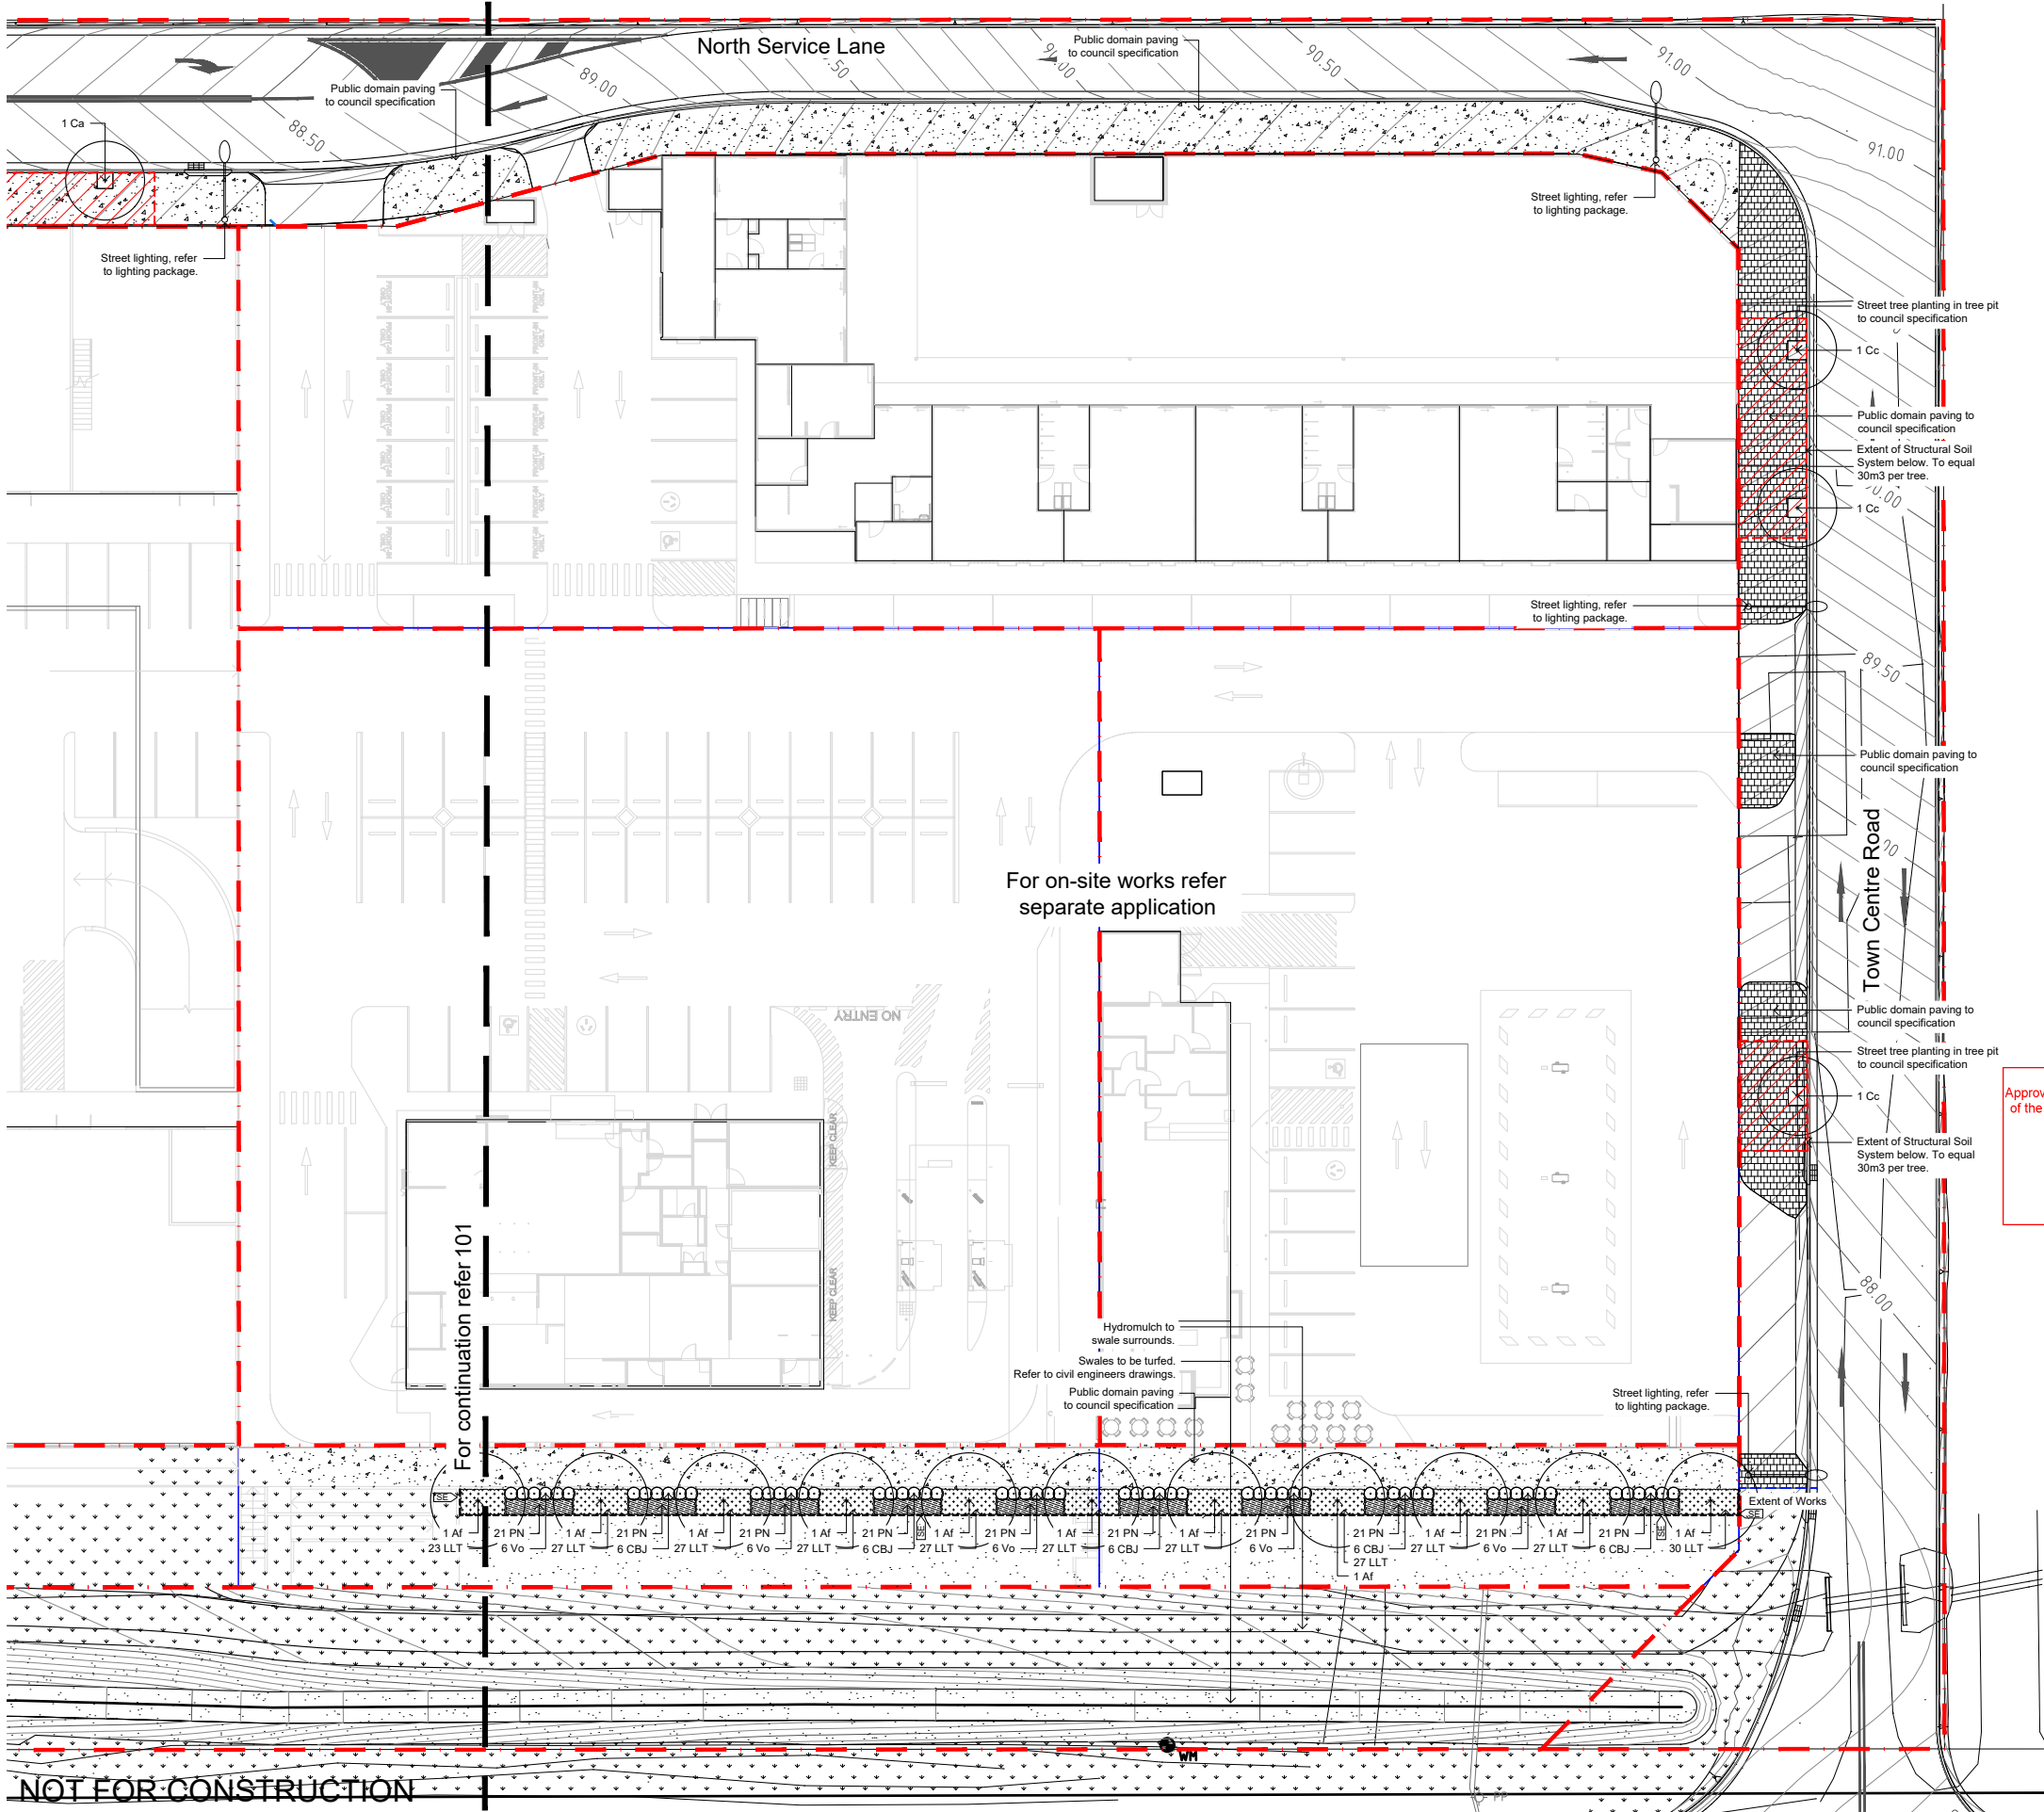 North Service Lane
Public domain paving
to council specification
Public domain paving
to council specification
88.50
89.00
.50
90.50
91.00
91.00
1 Ca
Street lighting, refer
to lighting package.
Street lighting, refer
to lighting package.
Street tree planting in tree pit
to council specification
1 Cc
Public domain paving to
council specification
Extent of Structural Soil
System below. To equal
30m3 per tree.
1 Cc
Street lighting, refer
to lighting package.
89.50
Public domain paving to
council specification
Town Centre Road
For on-site works refer
separate application
NO ENTRY
KEEP CLEAR
KEEP CLEAR
Public domain paving to
council specification
Street tree planting in tree pit
to council specification
1 Cc
Extent of Structural Soil
System below. To equal
30m3 per tree.
Approv
of the
88.00
For continuation refer 101
Hydromulch to
swale surrounds.
Swales to be turfed.
Refer to civil engineers drawings.
Public domain paving
to council specification
Street lighting, refer
to lighting package.
Extent of Works
SE
SE
SE
SE
1 Af 21 PN 1 Af 21 PN 1 Af 21 PN 1 Af 21 PN 1 Af 21 PN 1 Af 21 PN 1 Af 21 PN 21 PN 1 Af 21 PN 1 Af 21 PN 1 Af
23 LLT 6 Vo 27 LLT 6 CBJ 27 LLT 6 Vo 27 LLT 6 CBJ 27 LLT 6 Vo 27 LLT 6 CBJ 27 LLT 6 Vo 6 CBJ 27 LLT 6 Vo 27 LLT 6 CBJ 30 LLT
27 LLT
1 Af
WM
PP
NOT FOR CONSTRUCTION